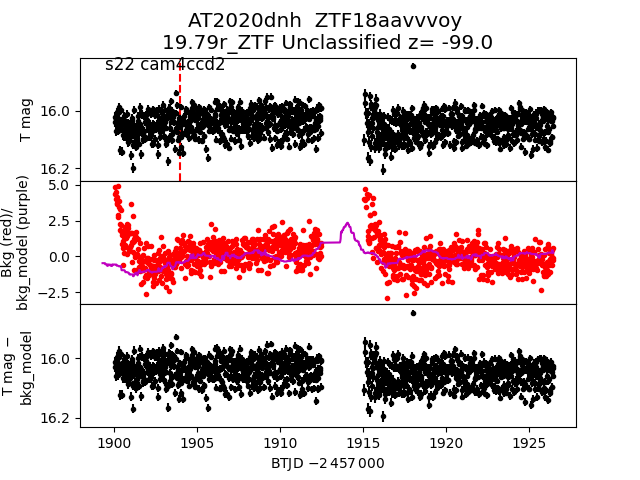 AT2020dnh  ZTF18aavvvoy
19.79r_ZTF Unclassified z= -99.0
s22 cam4ccd2
T mag
16.0
16.2
Bkg (red)/
bkg_model (purple)
5.0
2.5
0.0
−2.5
T mag −
bkg_model
16.0
16.2
1900
1905
1910
1915
1920
1925
BTJD −2 457 000